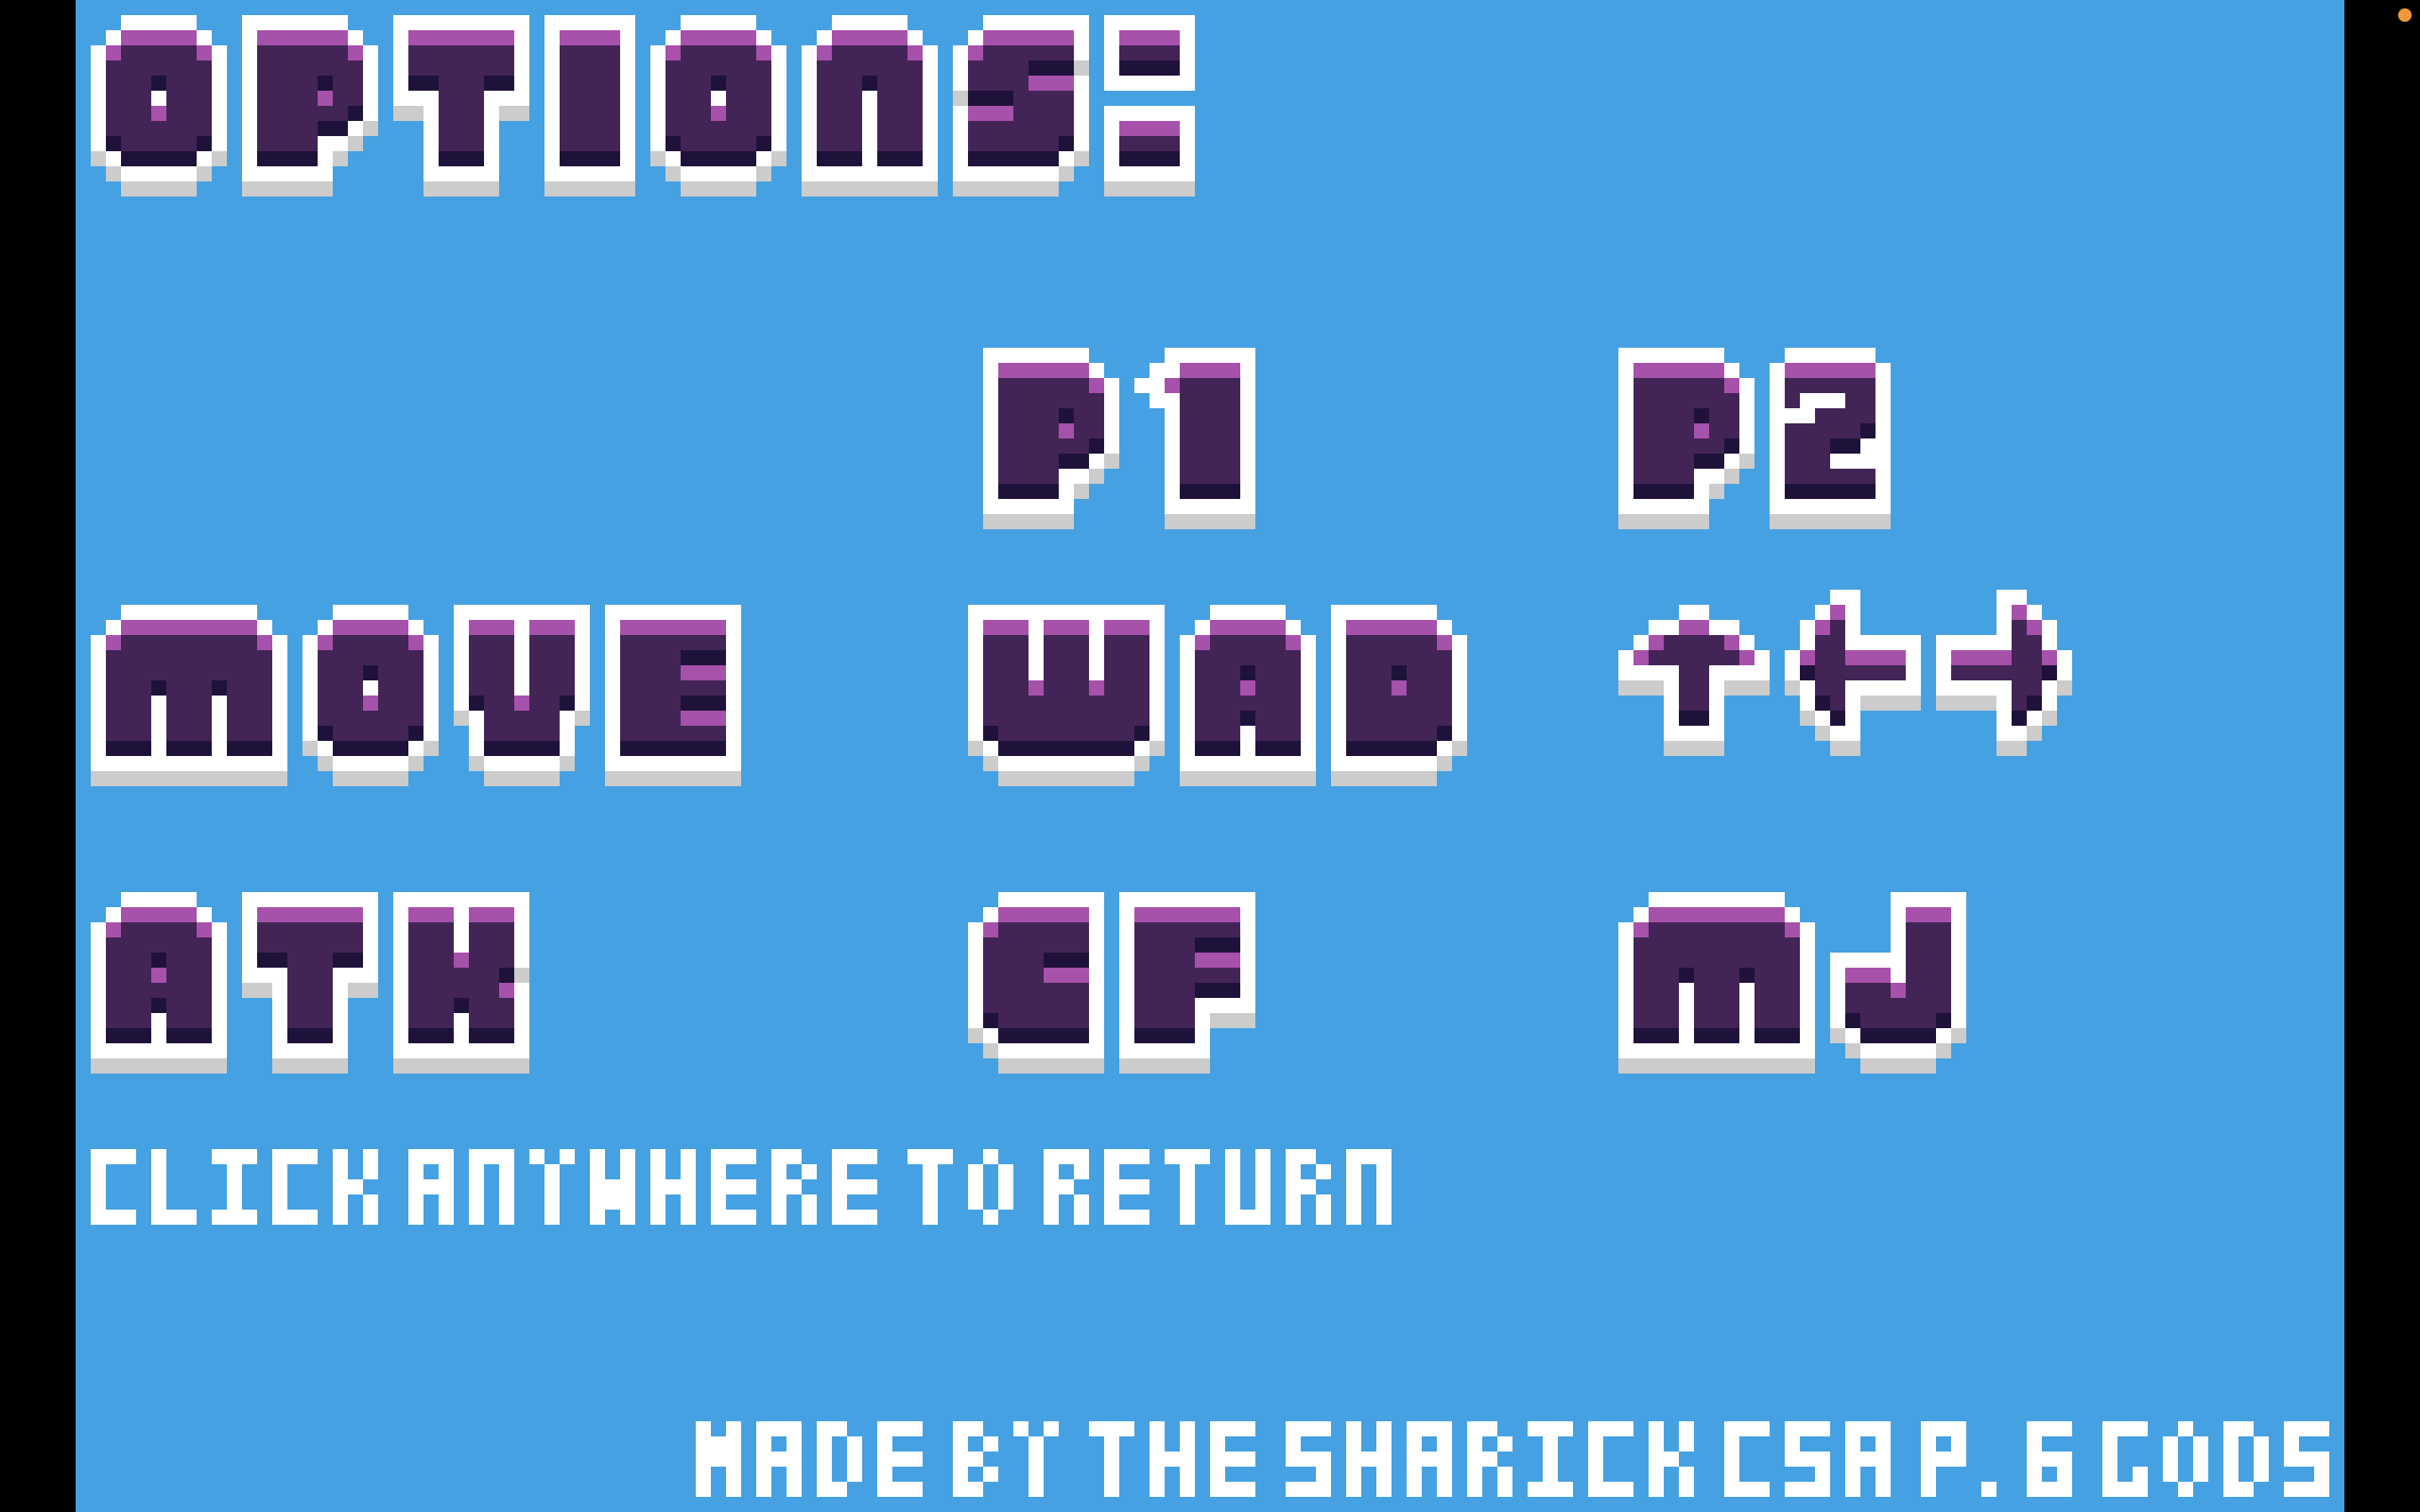 OPTIONS:
P1 P2
MOVE WAD ↑←→
ATK CF MJ
CLICK ANYWHERE TO RETURN
MADE BY THE SHARICK CSA P. 6 GODS